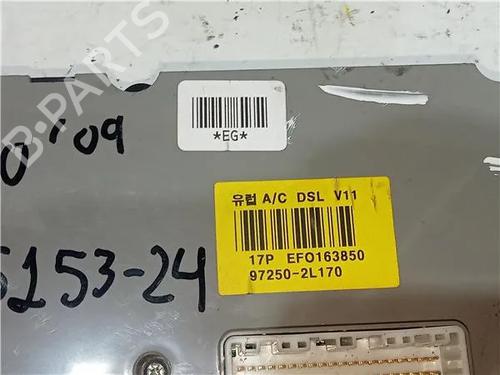 B-PARTS
*EG*
0'09
유럽 A/C DSL V11
17P EFO163850
97250-2L170
5153-24